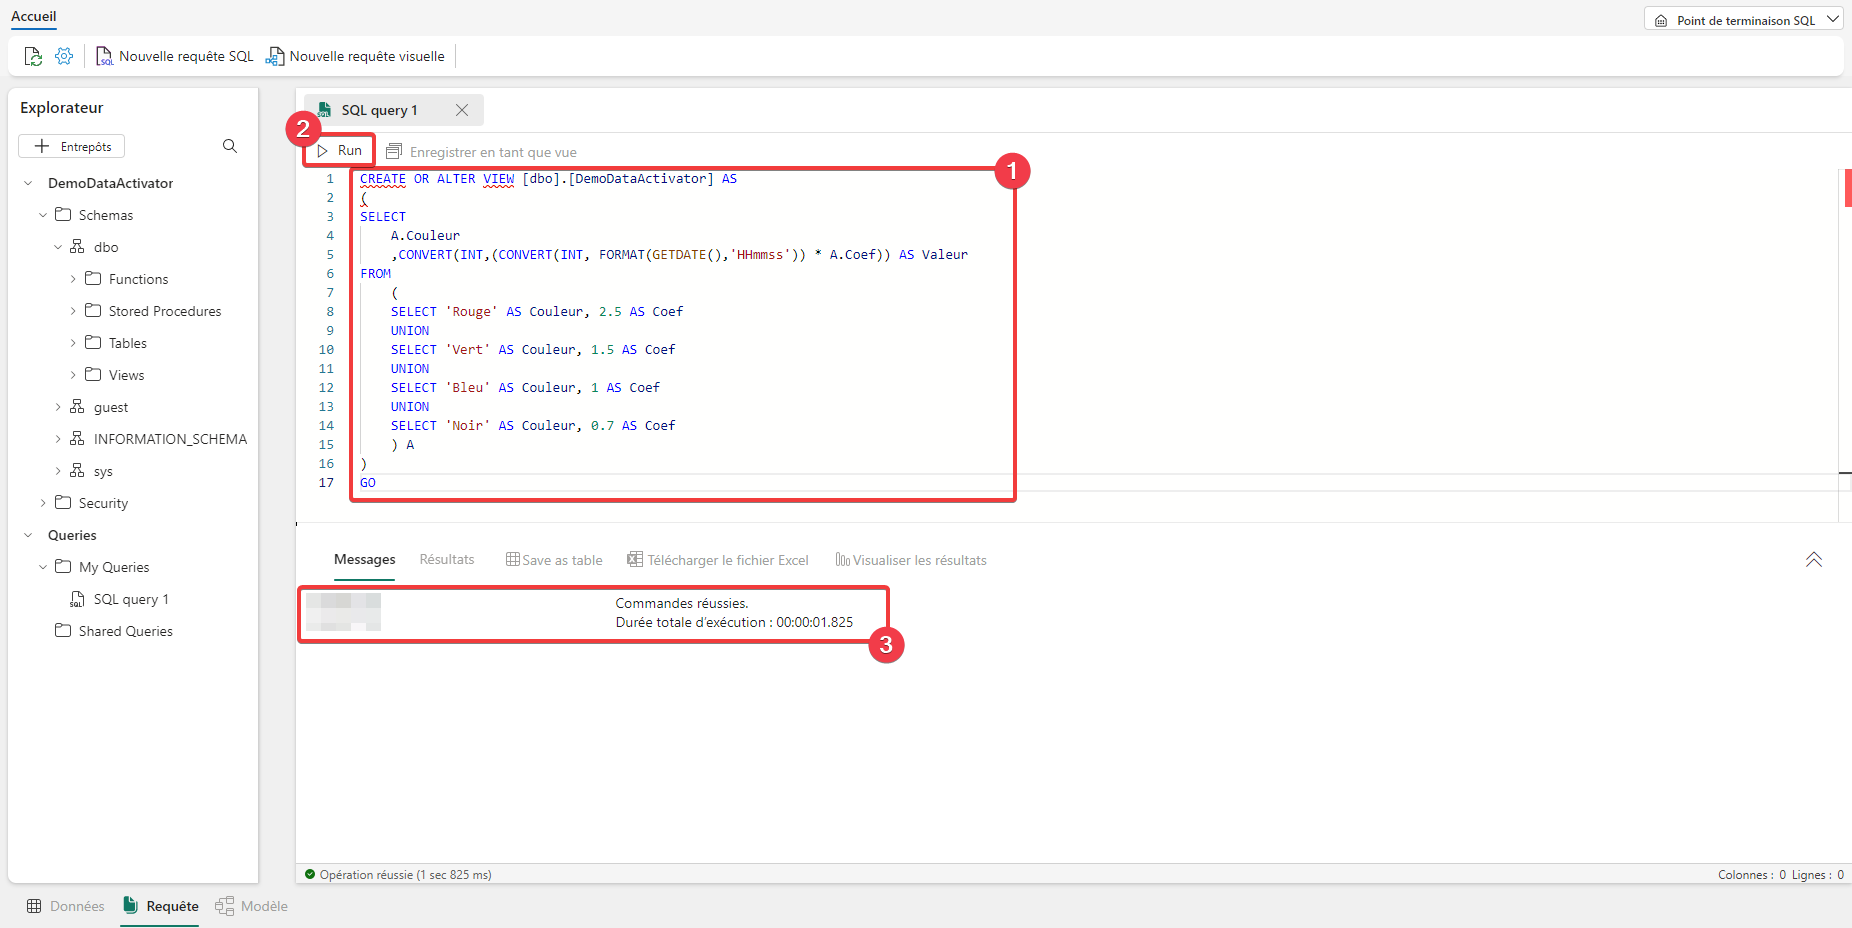 Accueil
Point de terminaison SQL
Nouvelle requête SQL
Nouvelle requête visuelle
Explorateur
Entrepôts
DemoDataActivator
Schemas
dbo
Functions
Stored Procedures
Tables
Views
guest
INFORMATION_SCHEMA
sys
Security
Queries
My Queries
SQL query 1
Shared Queries
SQL query 1
2
Run
Enregistrer en tant que vue
1
1 CREATE OR ALTER VIEW [dbo].[DemoDataActivator] AS
2 (
3 SELECT
4 A.Couleur
5 ,CONVERT(INT,(CONVERT(INT, FORMAT(GETDATE(),'HHmmss')) * A.Coef)) AS Valeur
6 FROM
7 (
8 SELECT 'Rouge' AS Couleur, 2.5 AS Coef
9 UNION
10 SELECT 'Vert' AS Couleur, 1.5 AS Coef
11 UNION
12 SELECT 'Bleu' AS Couleur, 1 AS Coef
13 UNION
14 SELECT 'Noir' AS Couleur, 0.7 AS Coef
15 ) A
16 )
17 GO
Messages
Résultats
Save as table
Télécharger le fichier Excel
Visualiser les résultats
Commandes réussies.
Durée totale d'exécution : 00:00:01.825
3
Opération réussie (1 sec 825 ms)
Colonnes : 0 Lignes : 0
Données
Requête
Modèle